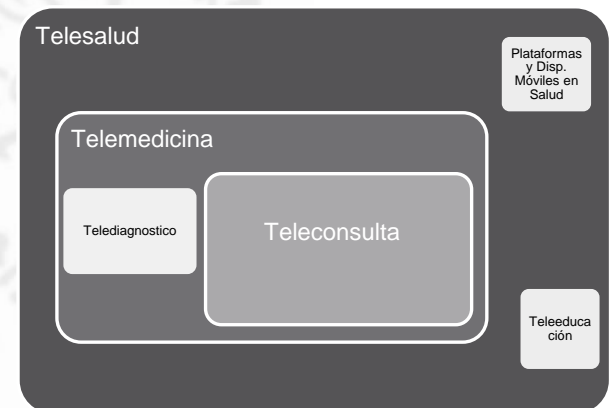 Telesalud
Plataformas
y Disp.
Móviles en
Salud
Telemedicina
Telediagnostico
Teleconsulta
Teleeduca
ción